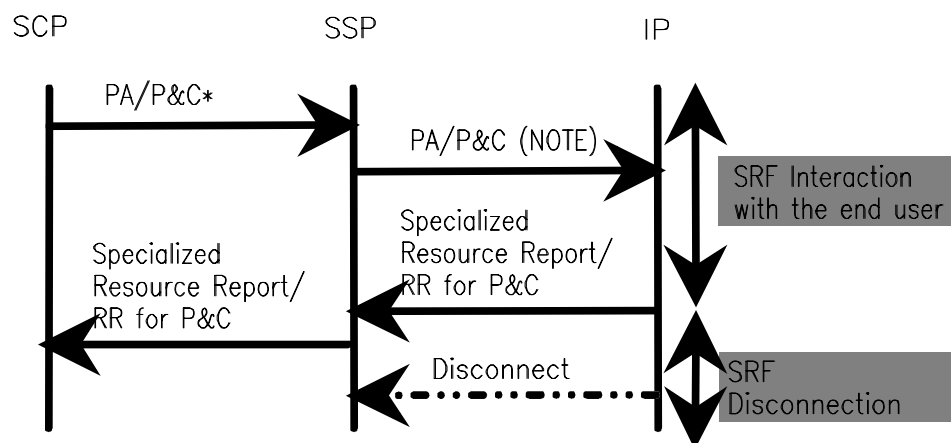 SCP
SSP
IP
PA/P&C*
PA/P&C (NOTE)
SRF Interaction
with the end user
Specialized
Resource Report/
RR for P&C
Specialized
Resource Report/
RR for P&C
Disconnect
SRF
Disconnection